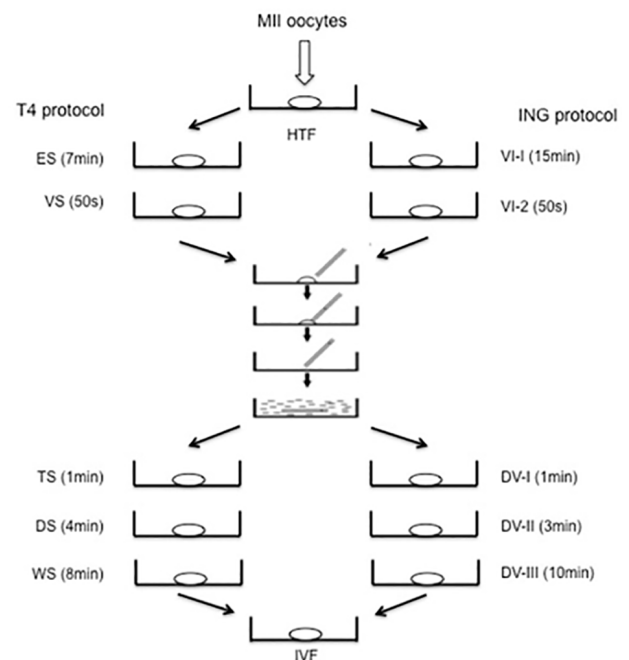 MII oocytes
T4 protocol
ING protocol
HTF
ES (7min)
VI-I (15min)
VS (50s)
VI-2 (50s)
TS (1min)
DV-I (1min)
DS (4min)
DV-II (3min)
WS (8min)
DV-III (10min)
IVF